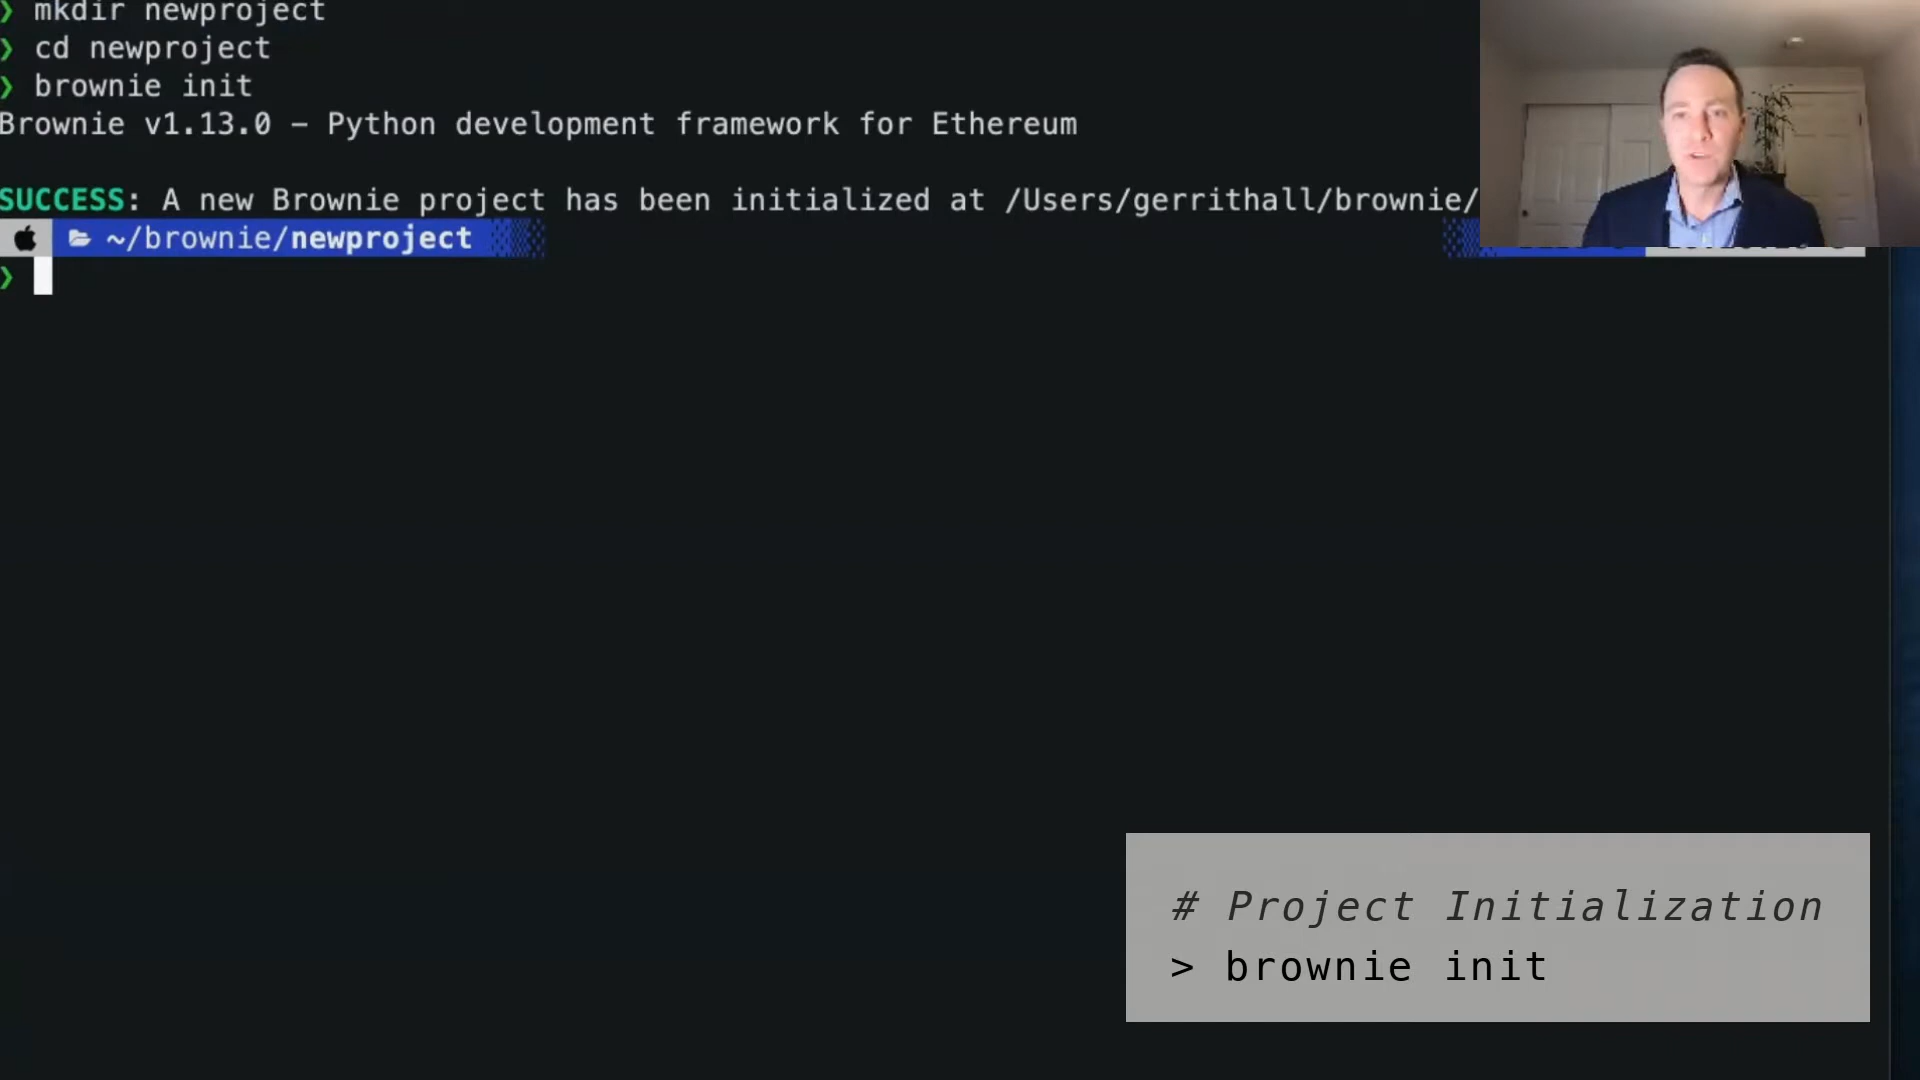 ❯ mkdir newproject
❯ cd newproject
❯ brownie init
Brownie v1.13.0 – Python development framework for Ethereum
SUCCESS: A new Brownie project has been initialized at /Users/gerrithall/brownie/
~/brownie/newproject
❯
# Project Initialization
> brownie init